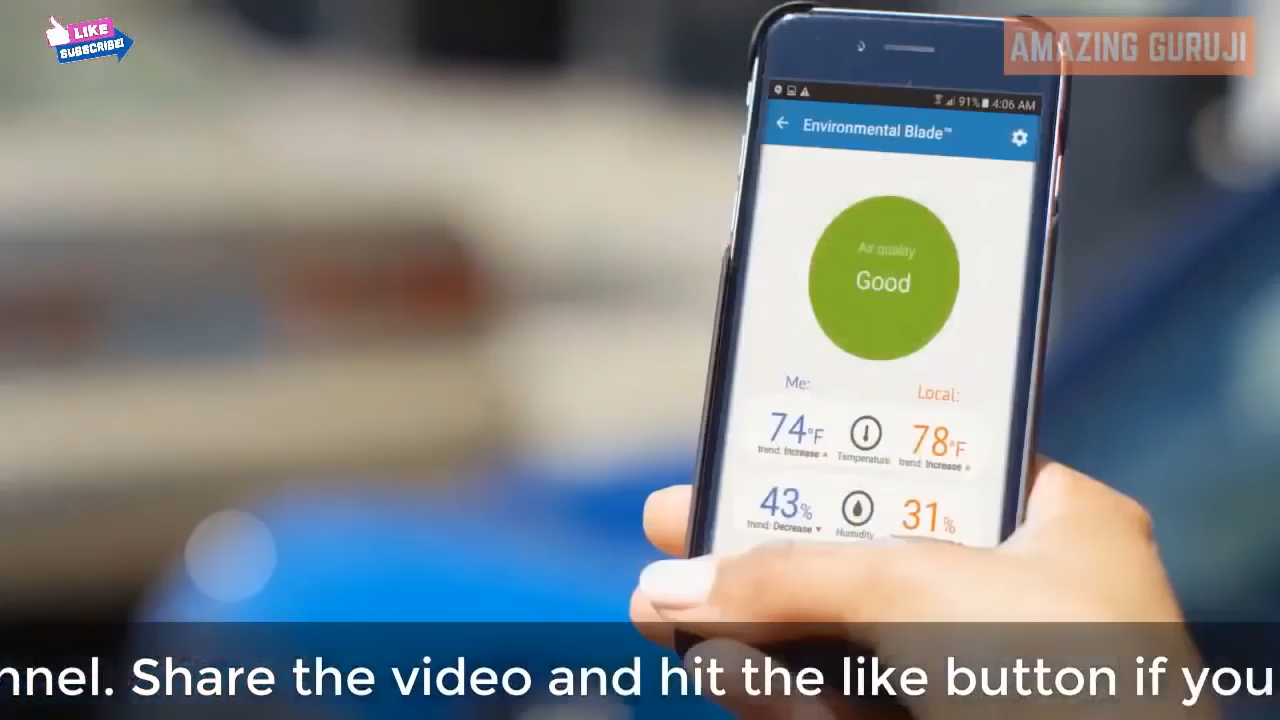 LIKE
SUBSCRIBE!
AMAZING GURUJI
91% 4:06 AM
Environmental Blade™
Air quality
Good
Me:
Local:
74°F
78°F
trend: Increase
Temperature
trend: Increase
43%
31%
trend: Decrease
Humidity
nnel. Share the video and hit the like button if you